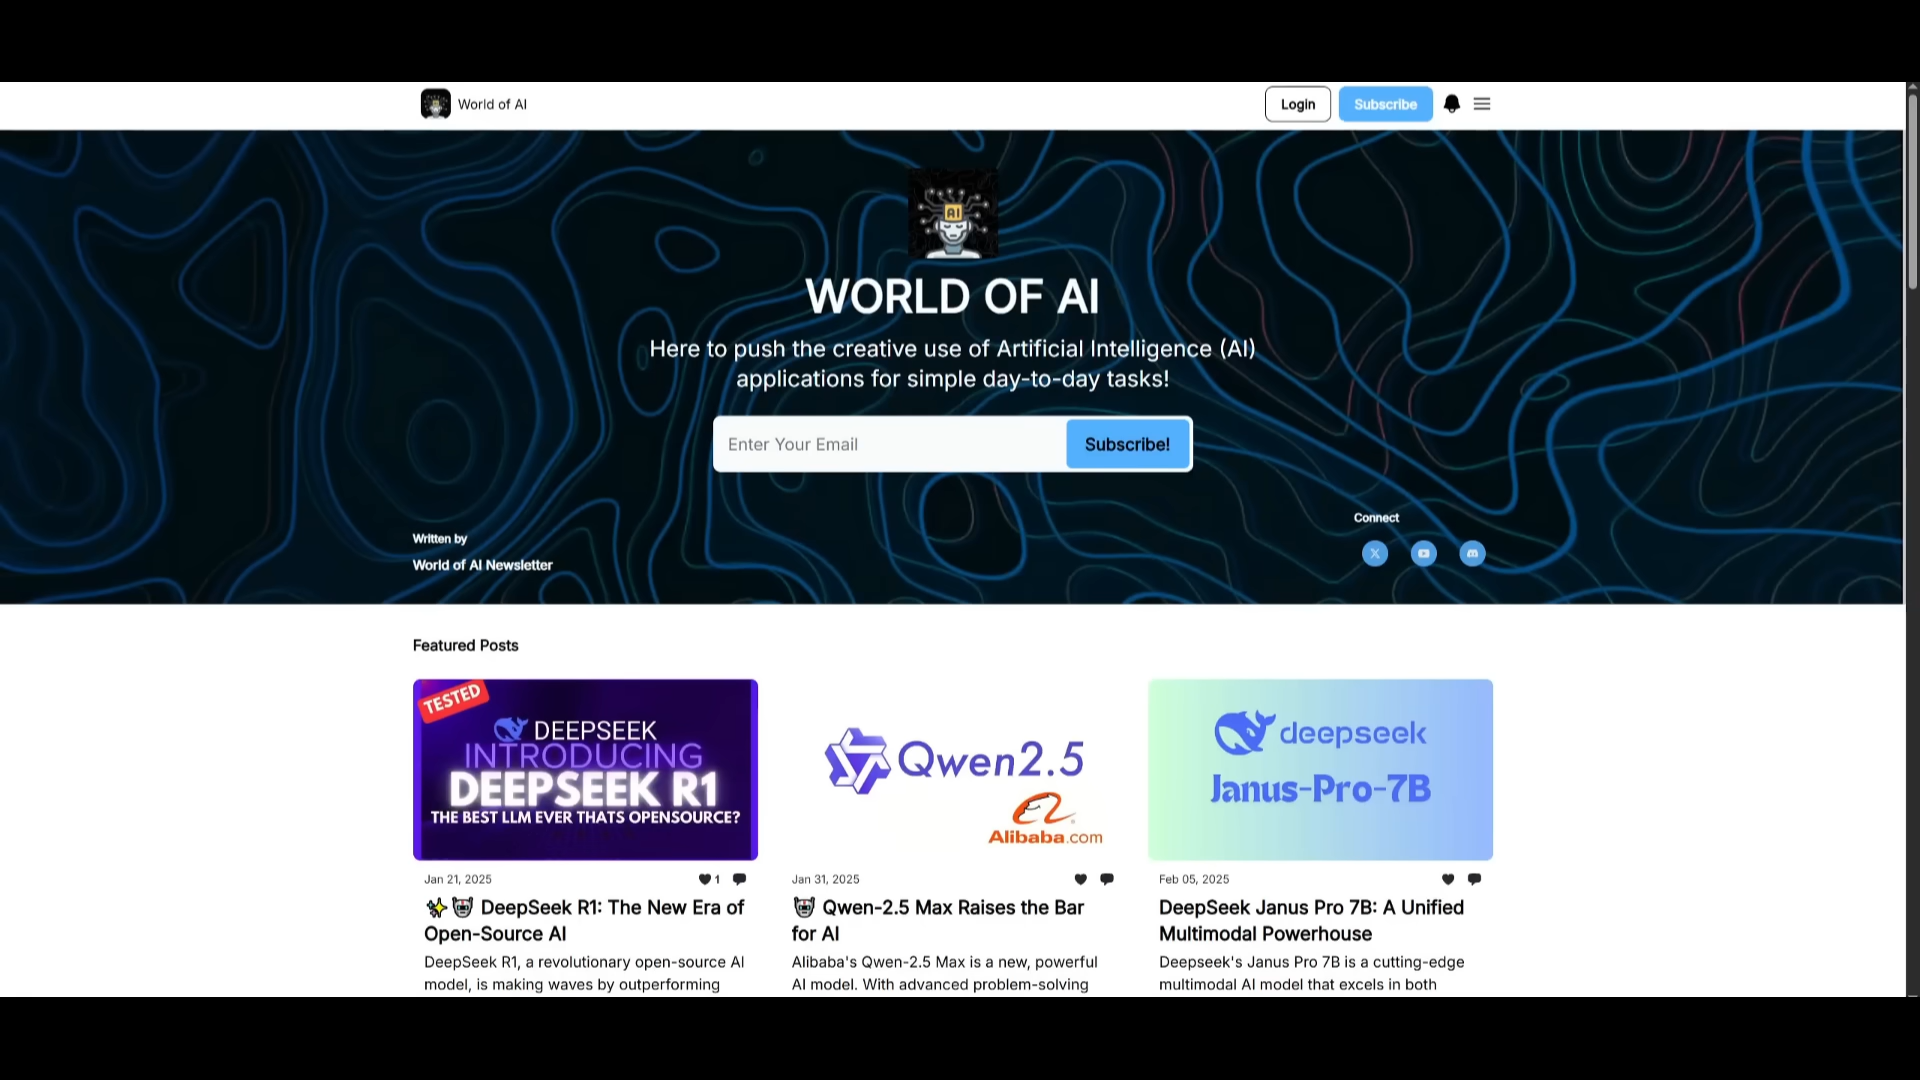 World of AI
Login
Subscribe
AI
WORLD OF AI
Here to push the creative use of Artificial Intelligence (AI)
applications for simple day-to-day tasks!
Enter Your Email
Subscribe!
Written by
World of AI Newsletter
Connect
Featured Posts
TESTED
DEEPSEEK
INTRODUCING
DEEPSEEK R1
THE BEST LLM EVER THATS OPENSOURCE?
Jan 21, 2025
1
DeepSeek R1: The New Era of
Open-Source AI
DeepSeek R1, a revolutionary open-source AI
model, is making waves by outperforming
Qwen2.5
Alibaba.com
Jan 31, 2025
Qwen-2.5 Max Raises the Bar
for AI
Alibaba's Qwen-2.5 Max is a new, powerful
AI model. With advanced problem-solving
deepseek
Janus-Pro-7B
Feb 05, 2025
DeepSeek Janus Pro 7B: A Unified
Multimodal Powerhouse
Deepseek's Janus Pro 7B is a cutting-edge
multimodal AI model that excels in both